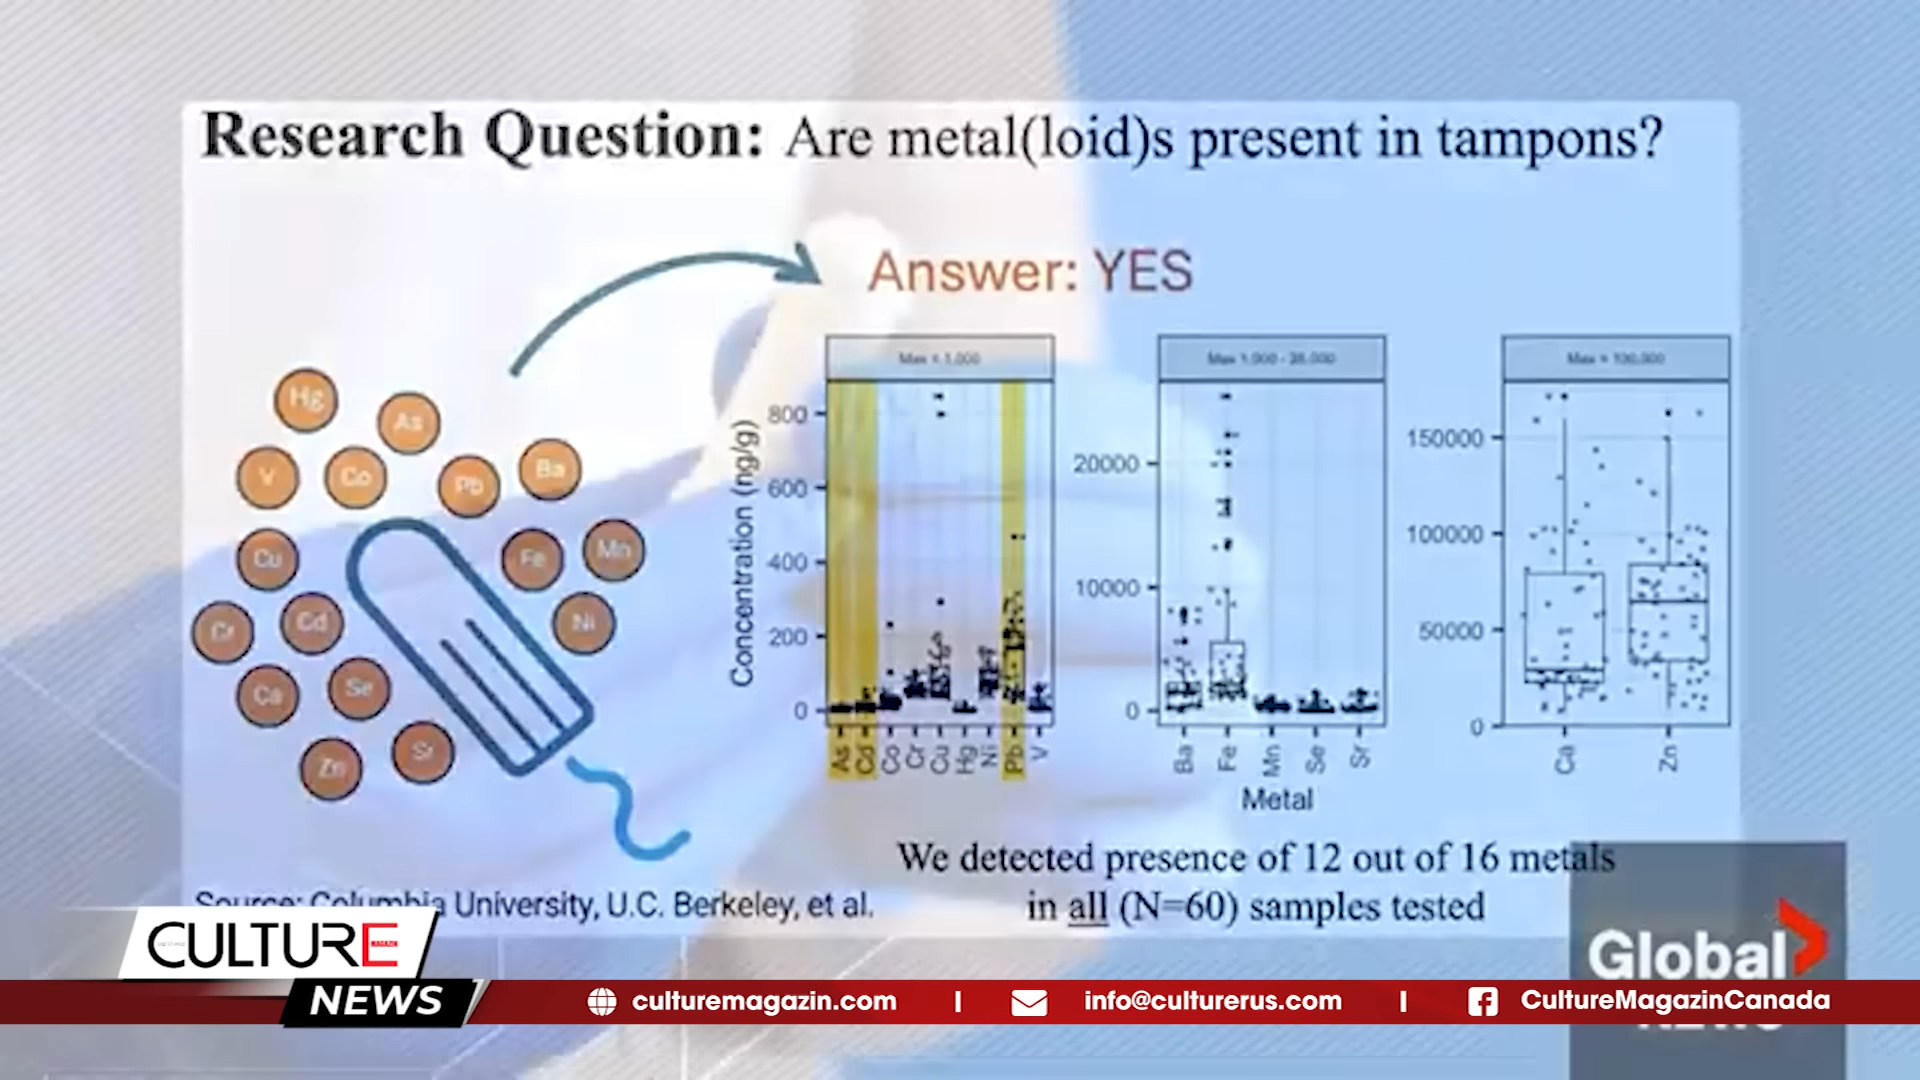 Research Question: Are metal(loid)s present in tampons?
Answer: YES
Hg
As
V
Co
Pb
Ba
Cu
Fe
Mn
Cr
Cd
Ni
Ca
Se
Zn
Sr
Concentration (ng/g)
800
600
400
200
0
As
Cd
Co
Cr
Cu
Hg
Ni
Pb
V
20000
10000
0
Ba
Fe
Mn
Se
Sr
Metal
150000
100000
50000
0
Ca
Zn
We detected presence of 12 out of 16 metals
in all (N=60) samples tested
Source: Columbia University, U.C. Berkeley, et al.
CULTURE
NEWS
Global
NEWS
culturemagazin.com | info@culturerus.com | CultureMagazinCanada